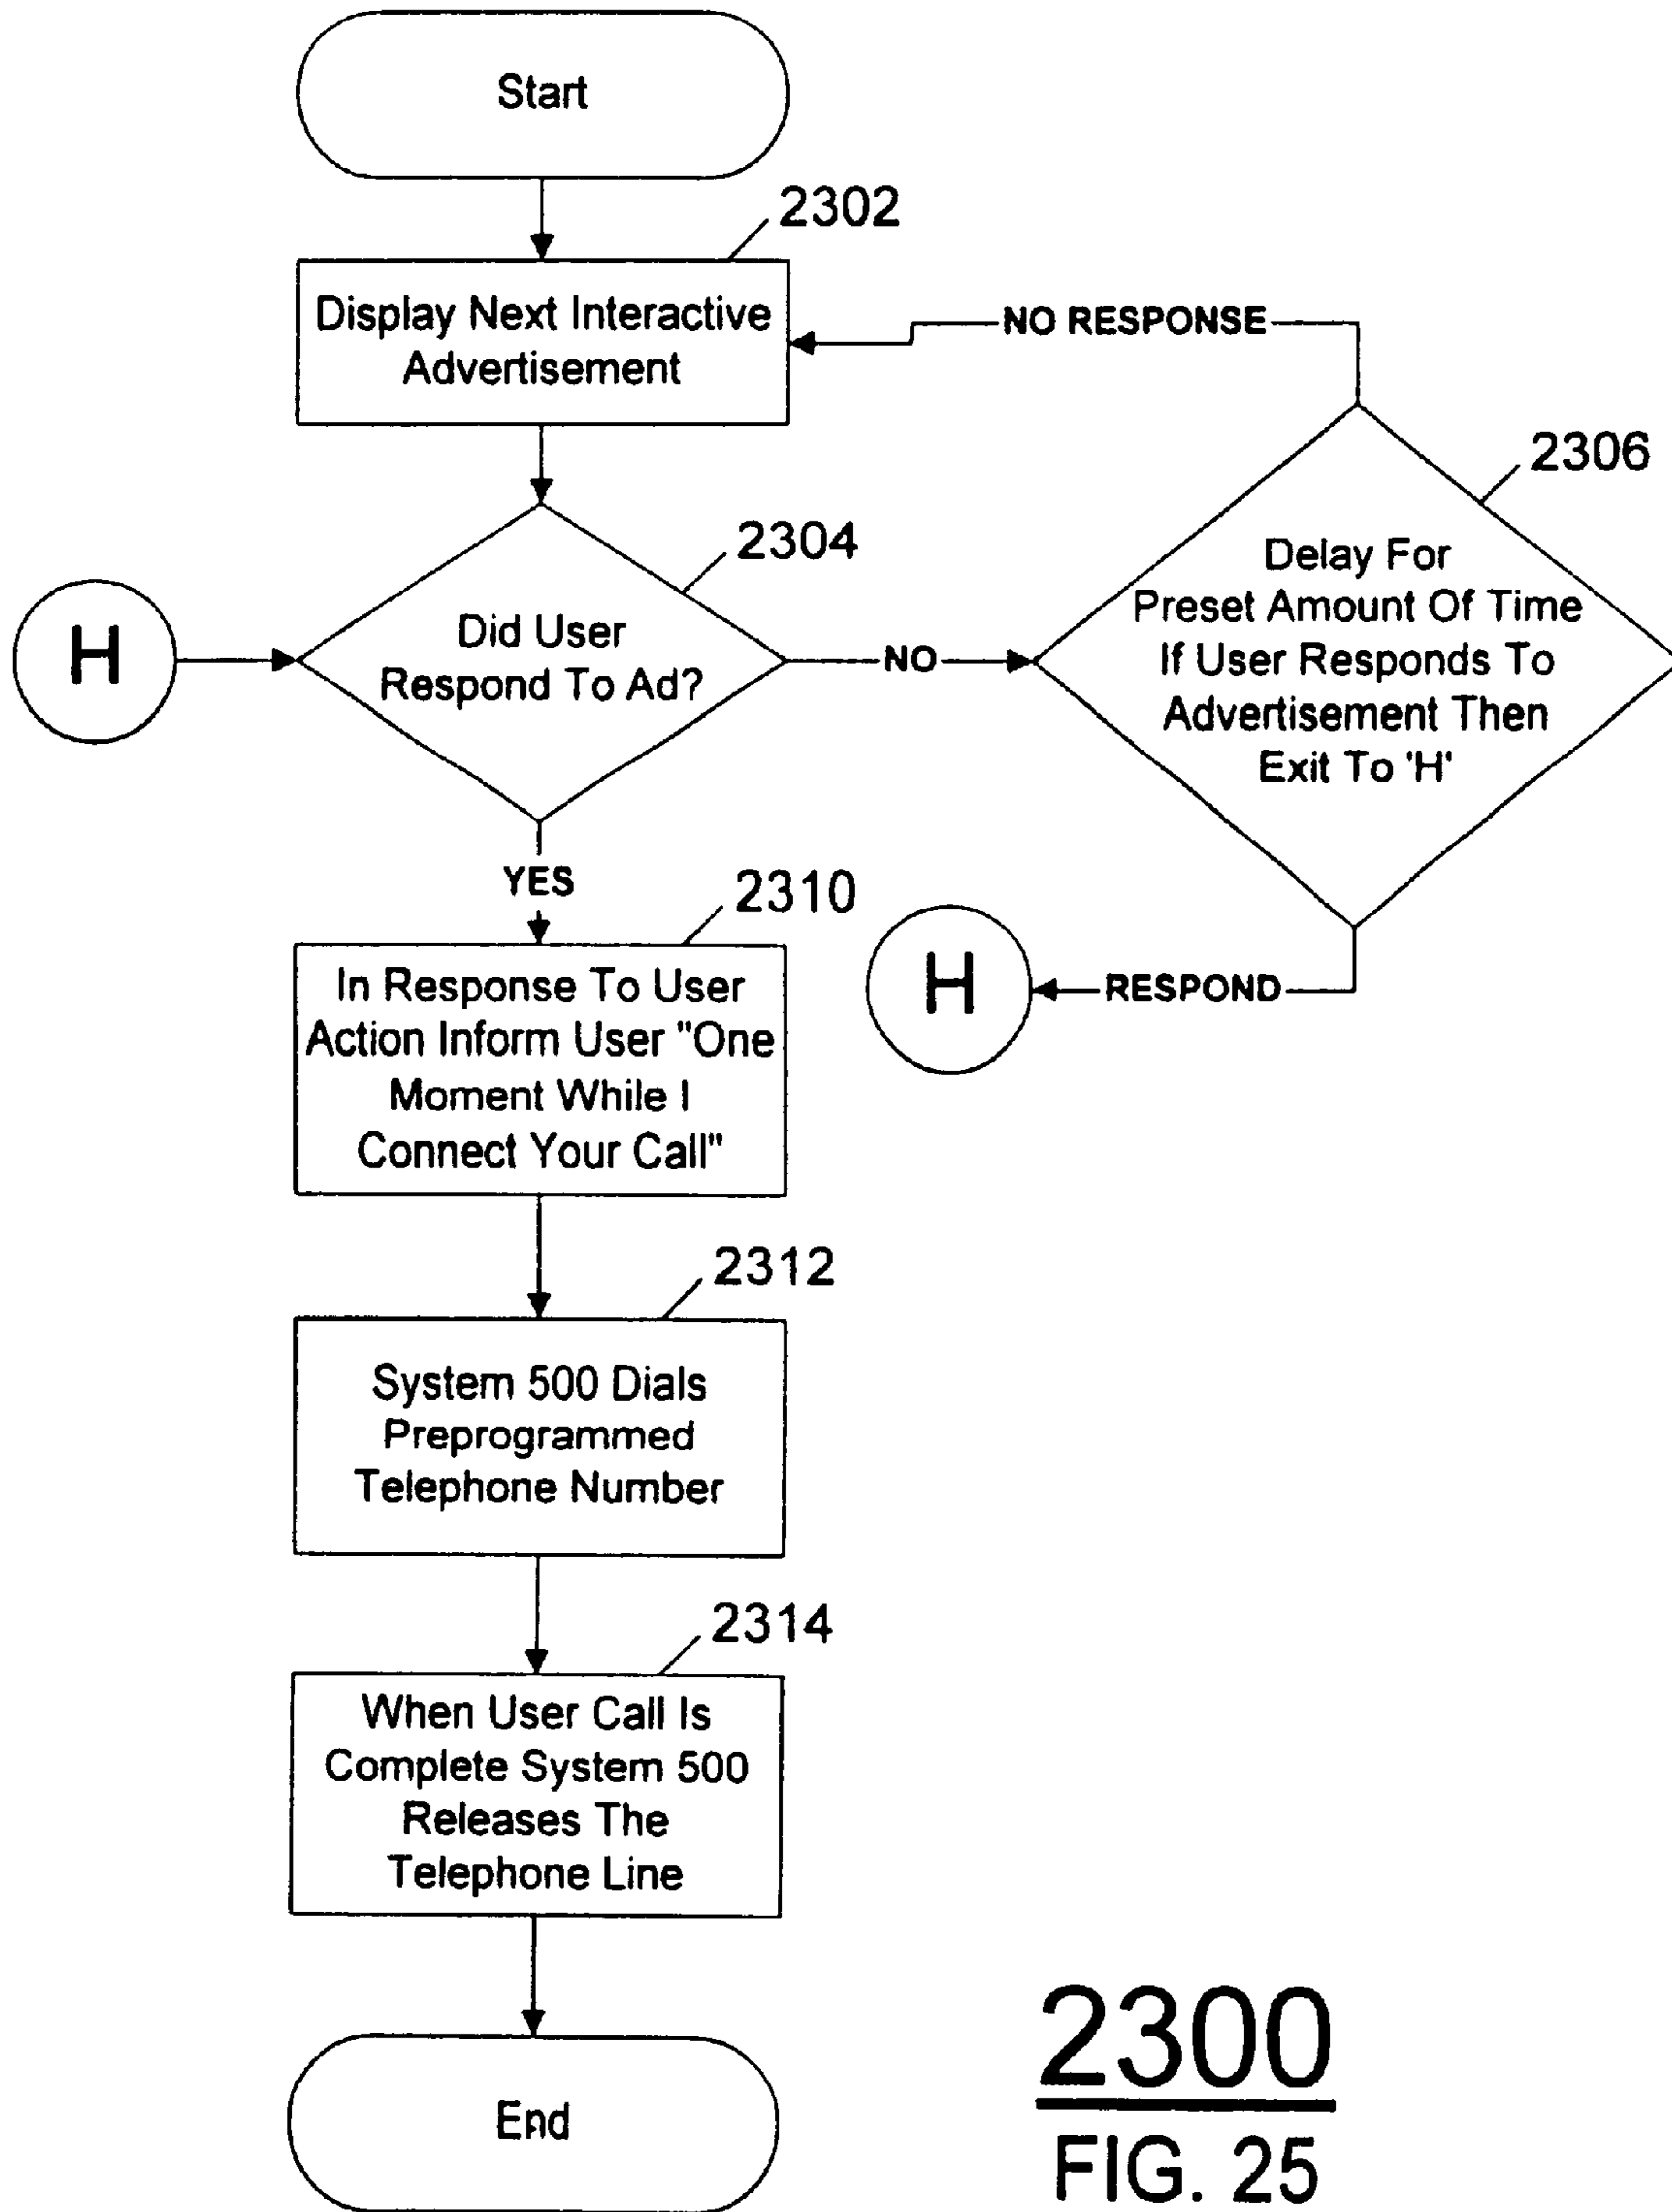 Start
2302
Display Next Interactive
Advertisement
NO RESPONSE
2306
Delay For
Preset Amount Of Time
If User Responds To
Advertisement Then
Exit To 'H'
2304
H
Did User
Respond To Ad?
NO
YES
H
RESPOND
2310
In Response To User
Action Inform User "One
Moment While I
Connect Your Call"
2312
System 500 Dials
Preprogrammed
Telephone Number
2314
When User Call Is
Complete System 500
Releases The
Telephone Line
End
2300
FIG. 25